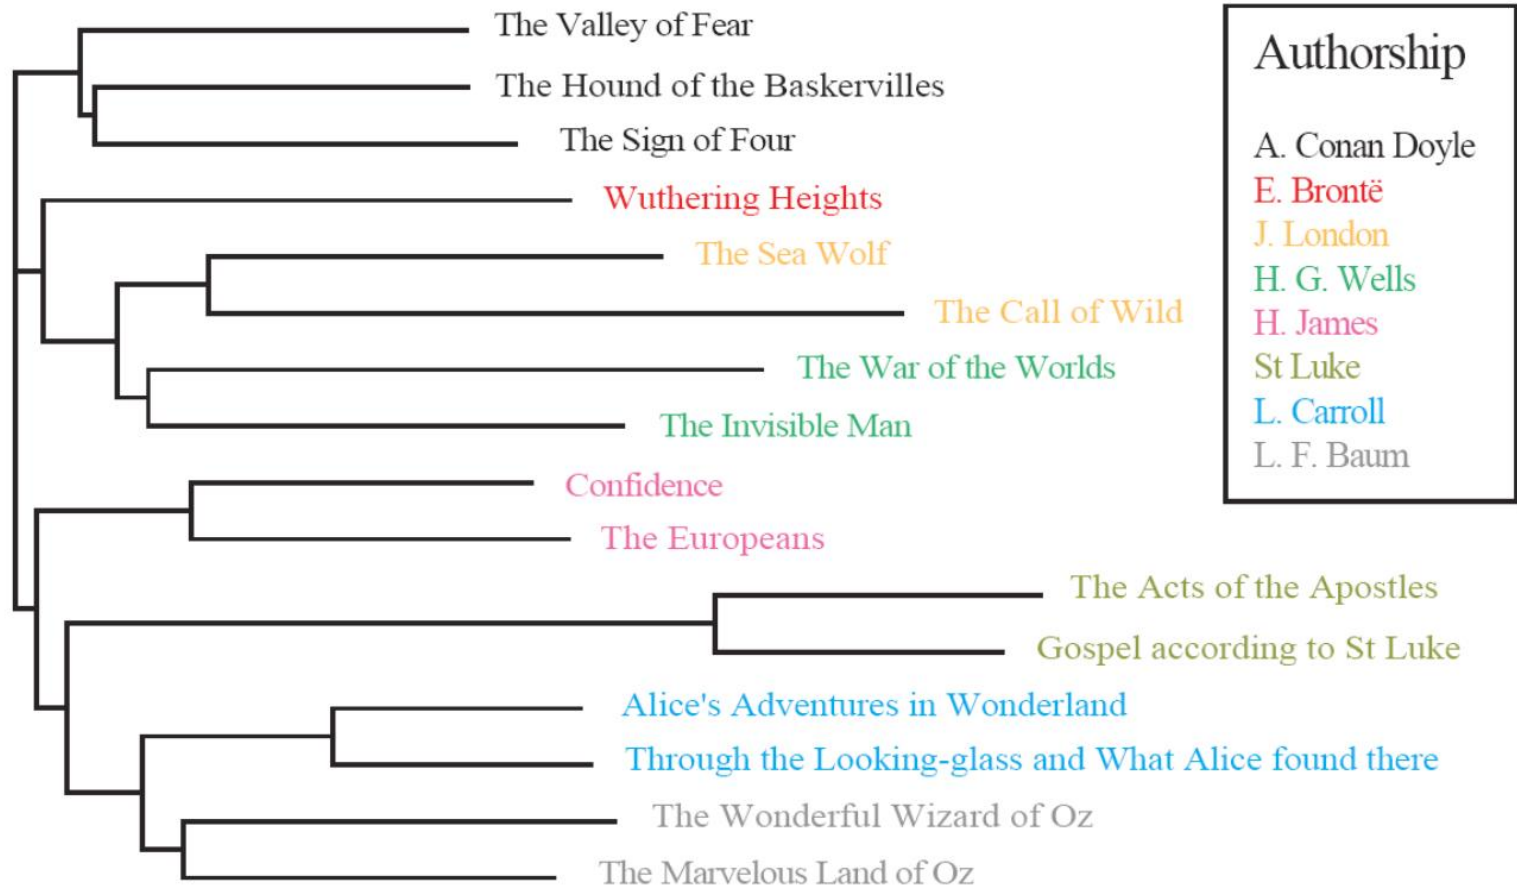 The Valley of Fear
The Hound of the Baskervilles
The Sign of Four
Wuthering Heights
The Sea Wolf
The Call of Wild
The War of the Worlds
The Invisible Man
Confidence
The Europeans
The Acts of the Apostles
Gospel according to St Luke
Alice's Adventures in Wonderland
Through the Looking-glass and What Alice found there
The Wonderful Wizard of Oz
The Marvelous Land of Oz
Authorship
A. Conan Doyle
E. Brontë
J. London
H. G. Wells
H. James
St Luke
L. Carroll
L. F. Baum